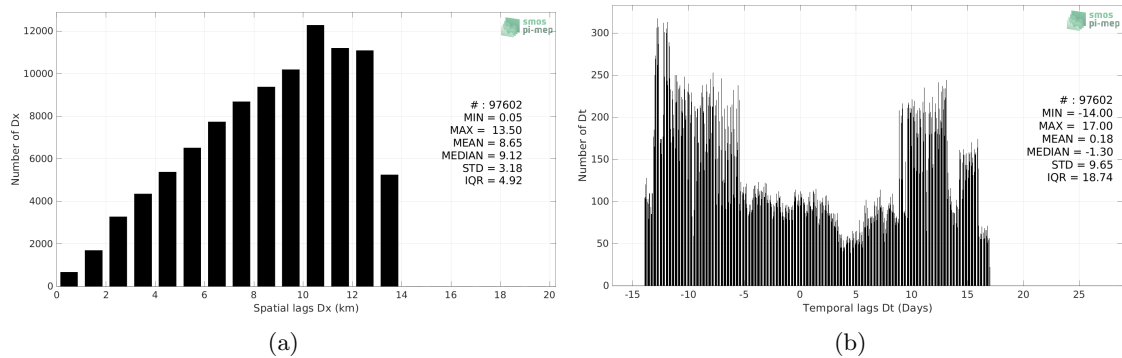 smos
pi-mep
12000
10000
8000
6000
4000
2000
0
Number of Dx
# : 97602
MIN = 0.05
MAX = 13.50
MEAN = 8.65
MEDIAN = 9.12
STD = 3.18
IQR = 4.92
0 2 4 6 8 10 12 14 16 18 20
Spatial lags Dx (km)
(a)
smos
pi-mep
300
250
200
150
100
50
0
Number of Dt
# : 97602
MIN = -14.00
MAX = 17.00
MEAN = 0.18
MEDIAN = -1.30
STD = 9.65
IQR = 18.74
-15 -10 -5 0 5 10 15 20 25
Temporal lags Dt (Days)
(b)